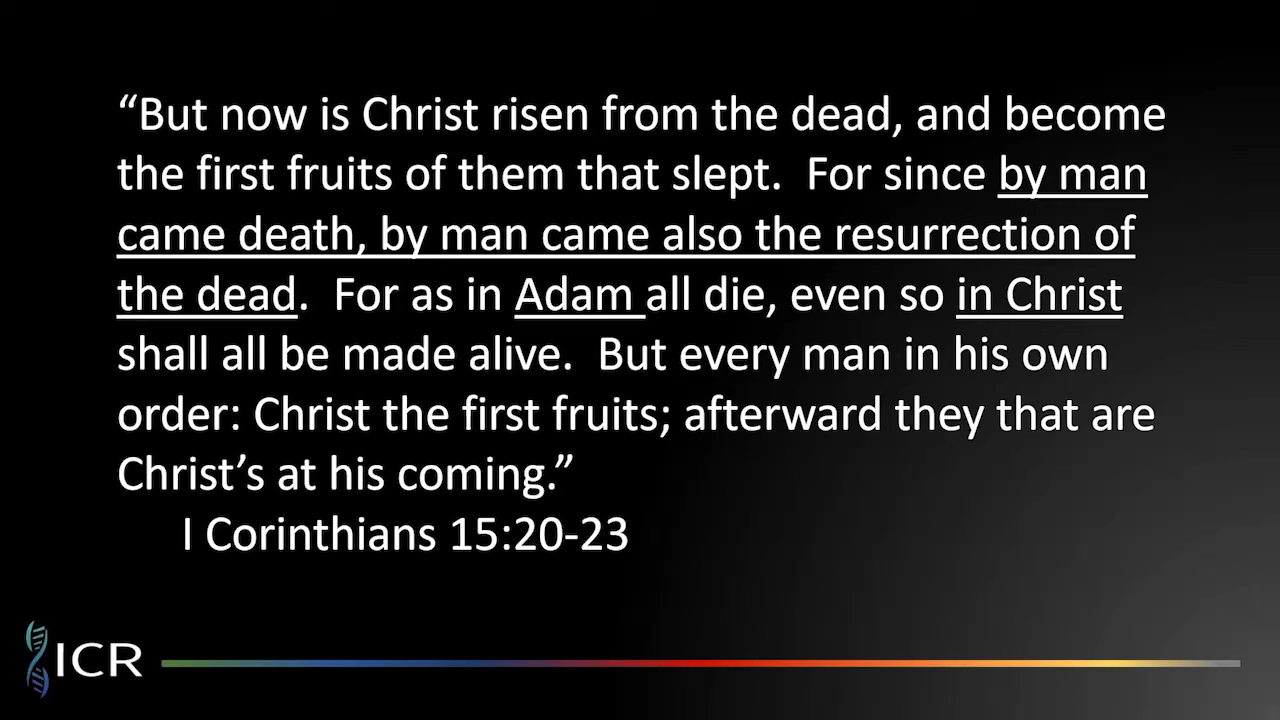 “But now is Christ risen from the dead, and become
the first fruits of them that slept.  For since by man
came death, by man came also the resurrection of
the dead.  For as in Adam all die, even so in Christ
shall all be made alive.  But every man in his own
order: Christ the first fruits; afterward they that are
Christ’s at his coming.”
I Corinthians 15:20-23
ICR